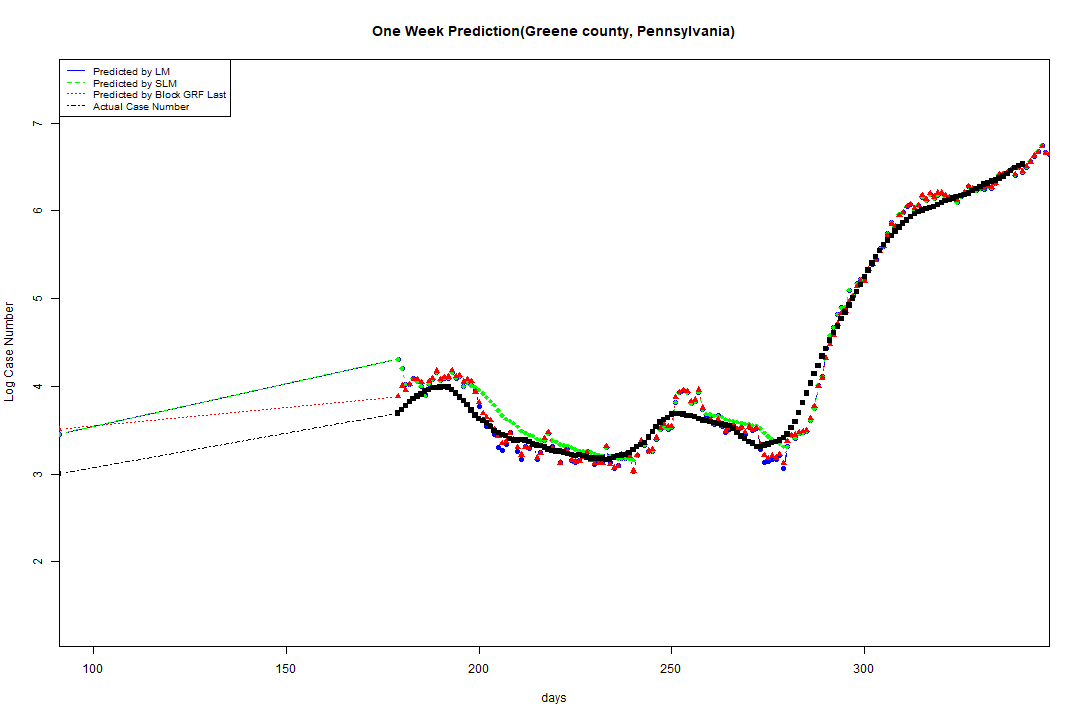 One Week Prediction(Greene county, Pennsylvania)
Predicted by LM
Predicted by SLM
Predicted by Block GRF Last
Actual Case Number
7
6
5
4
3
2
Log Case Number
100 150 200 250 300
days